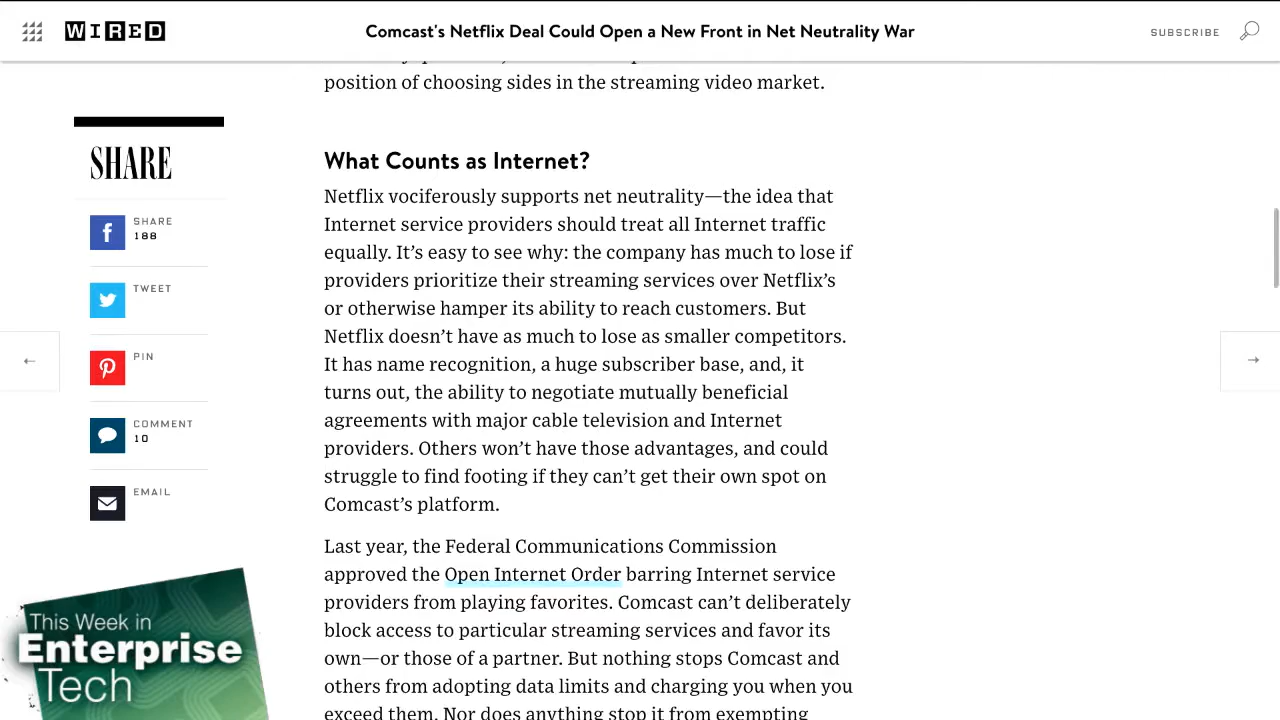 WIRED
Comcast's Netflix Deal Could Open a New Front in Net Neutrality War
SUBSCRIBE
position of choosing sides in the streaming video market.
SHARE
SHARE
188
TWEET
PIN
COMMENT
10
EMAIL
What Counts as Internet?
Netflix vociferously supports net neutrality—the idea that
Internet service providers should treat all Internet traffic
equally. It’s easy to see why: the company has much to lose if
providers prioritize their streaming services over Netflix’s
or otherwise hamper its ability to reach customers. But
Netflix doesn’t have as much to lose as smaller competitors.
It has name recognition, a huge subscriber base, and, it
turns out, the ability to negotiate mutually beneficial
agreements with major cable television and Internet
providers. Others won’t have those advantages, and could
struggle to find footing if they can’t get their own spot on
Comcast’s platform.
Last year, the Federal Communications Commission
approved the Open Internet Order barring Internet service
providers from playing favorites. Comcast can’t deliberately
block access to particular streaming services and favor its
own—or those of a partner. But nothing stops Comcast and
others from adopting data limits and charging you when you
exceed them. Nor does anything stop it from exempting
This Week in
Enterprise
Tech